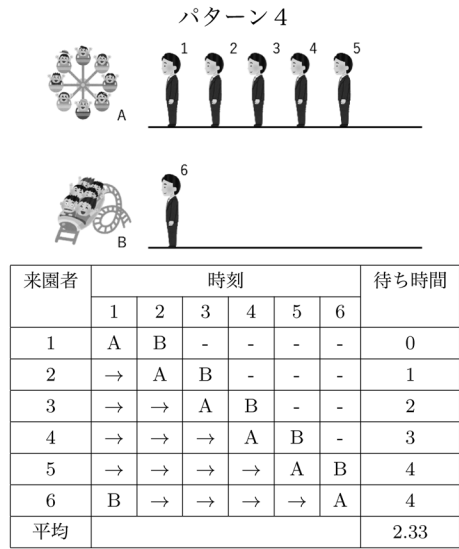 パターン４
1 2 3 4 5
A
6
B
来園者 時刻 待ち時間
1 2 3 4 5 6
1 A B - - - - 0
2 → A B - - - 1
3 → → A B - - 2
4 → → → A B - 3
5 → → → → A B 4
6 B → → → → A 4
平均 2.33